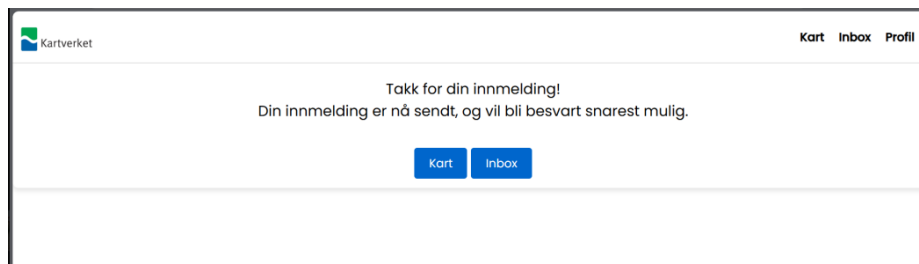 Kartverket
Kart Inbox Profil
Takk for din innmelding!
Din innmelding er nå sendt, og vil bli besvart snarest mulig.
Kart Inbox